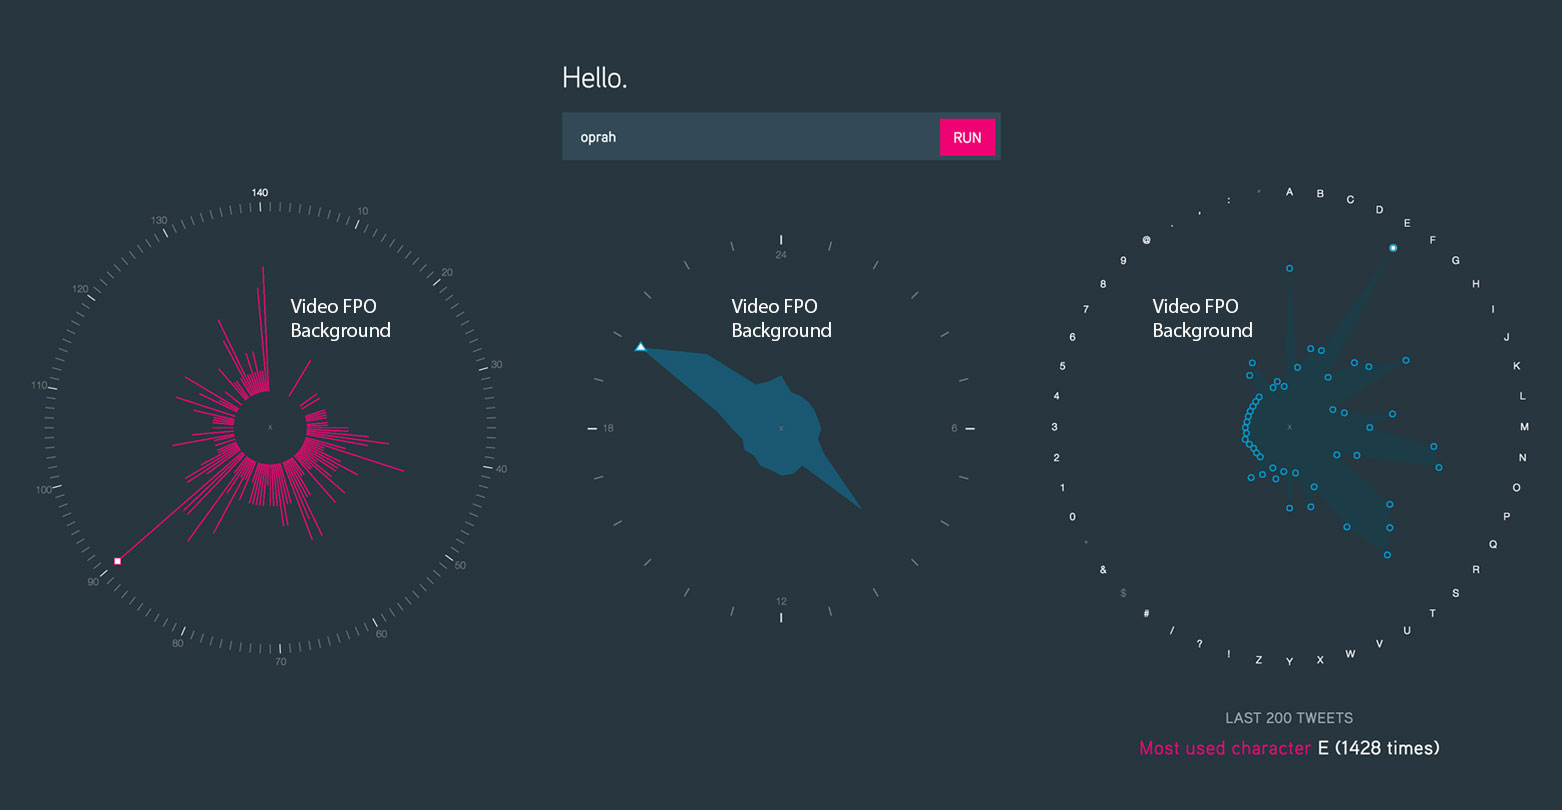 Hello.
oprah
RUN
140
10
20
30
40
50
60
70
80
90
100
110
120
130
x
Video FPO
Background
24
6
12
18
x
Video FPO
Background
A
B
C
D
E
F
G
H
I
J
K
L
M
N
O
P
Q
R
S
T
U
V
W
X
Y
Z
!
?
/
#
$
&
*
0
1
2
3
4
5
6
7
8
9
@
.
,
:
"
x
Video FPO
Background
LAST 200 TWEETS
Most used character E (1428 times)